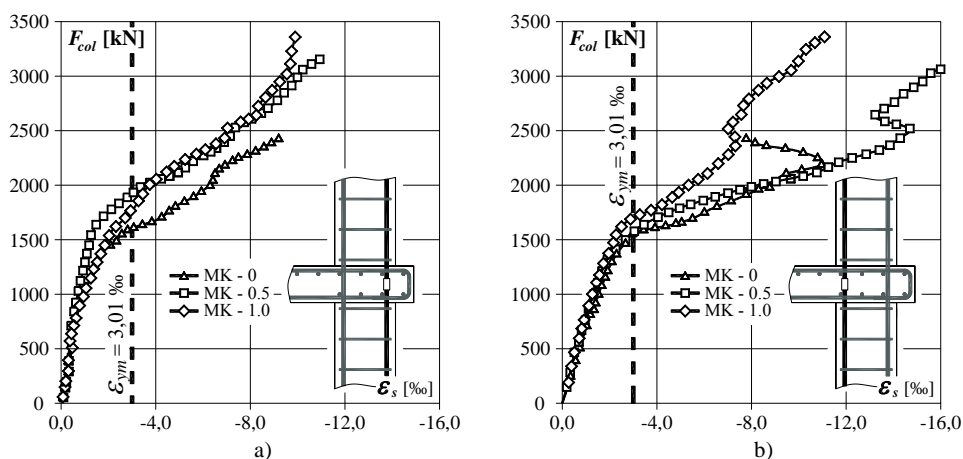 F_col [kN]
3500
3000
2500
2000
1500
1000
500
0
0,0
-4,0
-8,0
-12,0
-16,0
ε_ym = 3,01 ‰
MK - 0
MK - 0.5
MK - 1.0
ε_s [‰]
a)
F_col [kN]
3500
3000
2500
2000
1500
1000
500
0
0,0
-4,0
-8,0
-12,0
-16,0
ε_ym = 3,01 ‰
MK - 0
MK - 0.5
MK - 1.0
ε_s [‰]
b)